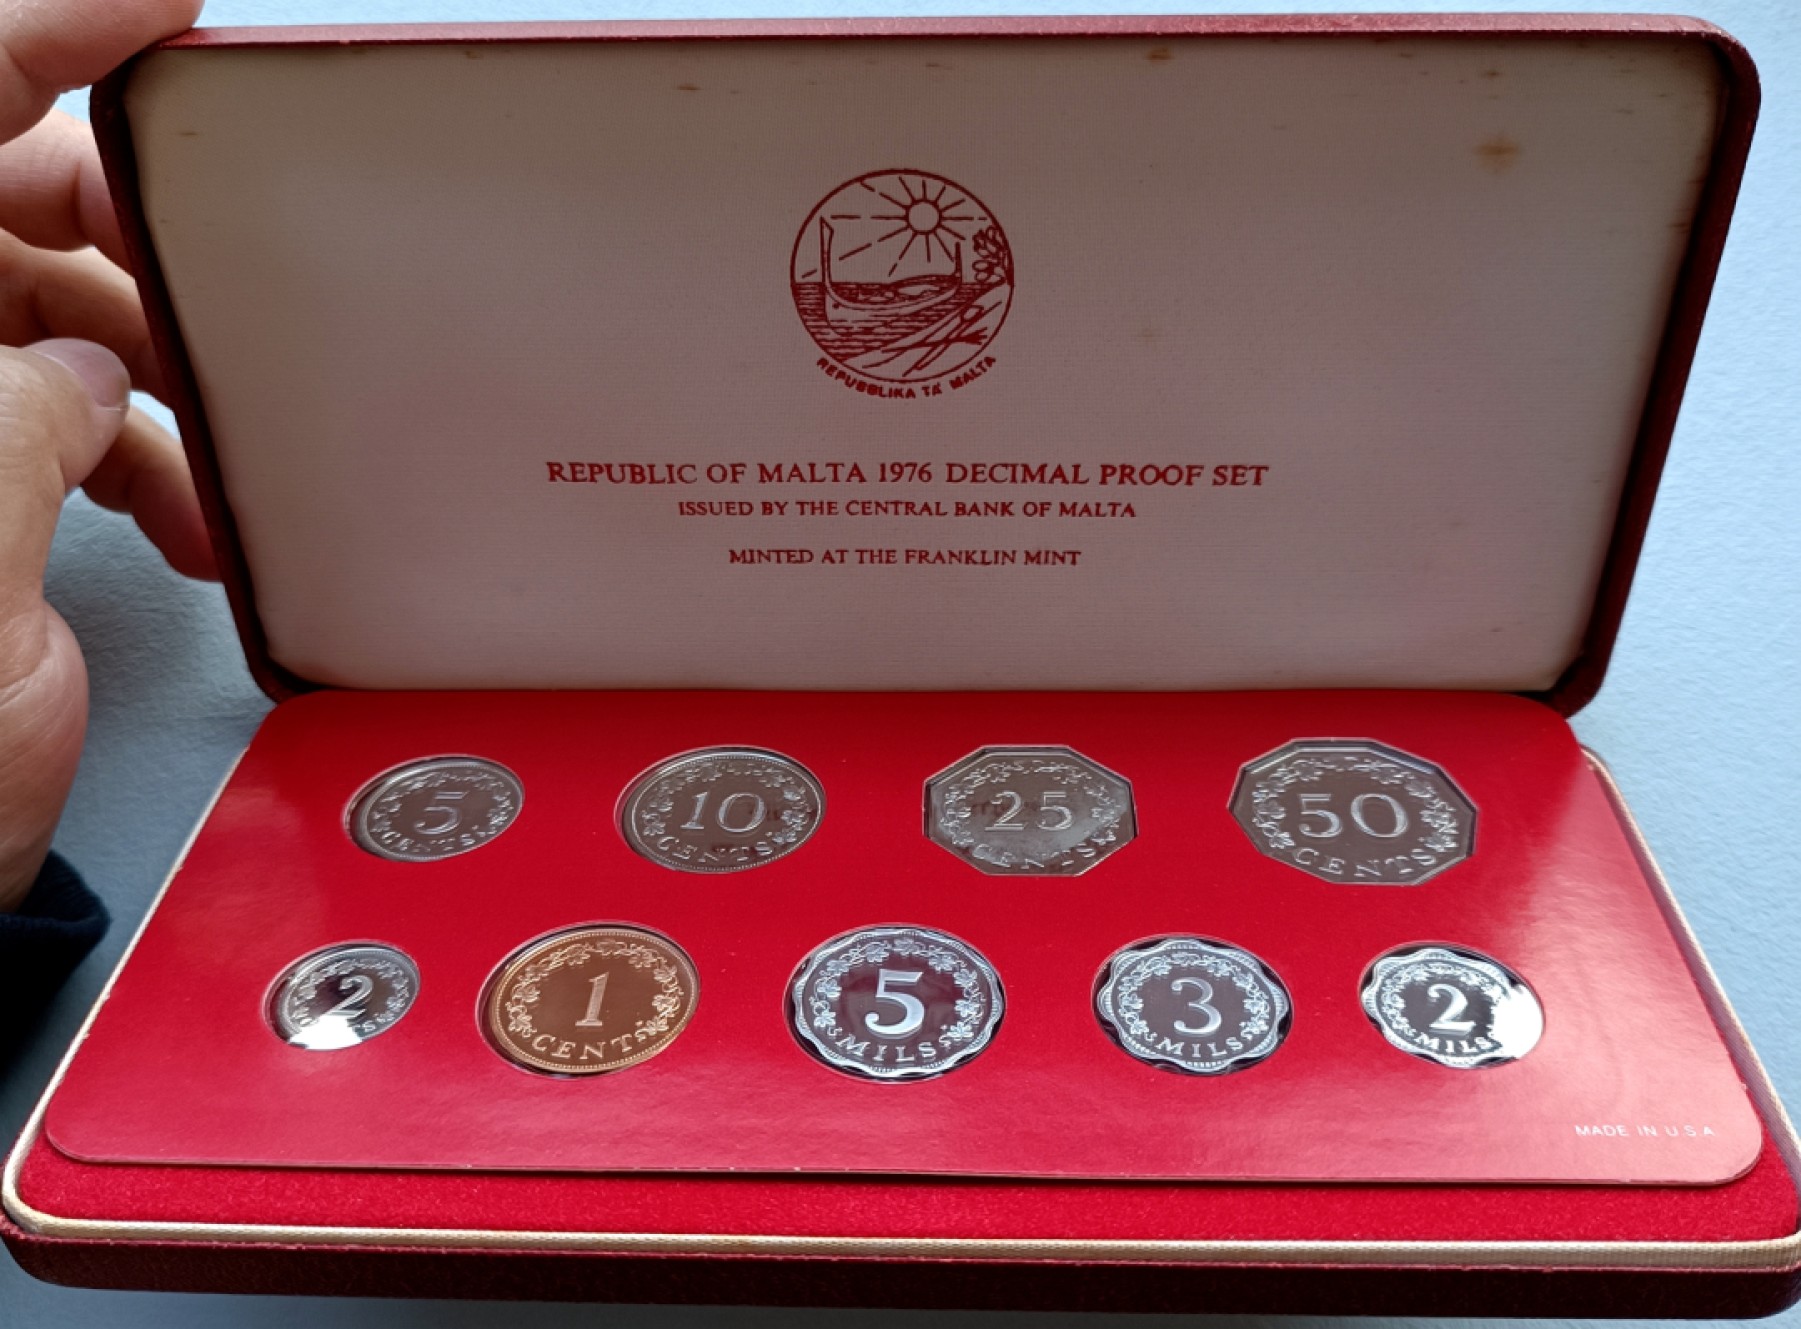 REPUBBLIKA TA' MALTA
REPUBLIC OF MALTA 1976 DECIMAL PROOF SET
ISSUED BY THE CENTRAL BANK OF MALTA
MINTED AT THE FRANKLIN MINT
5
CENTS
10
CENTS
25
CENTS
50
CENTS
2
1
CENT
5
MILS
3
MILS
2
MILS
MADE IN U.S.A.